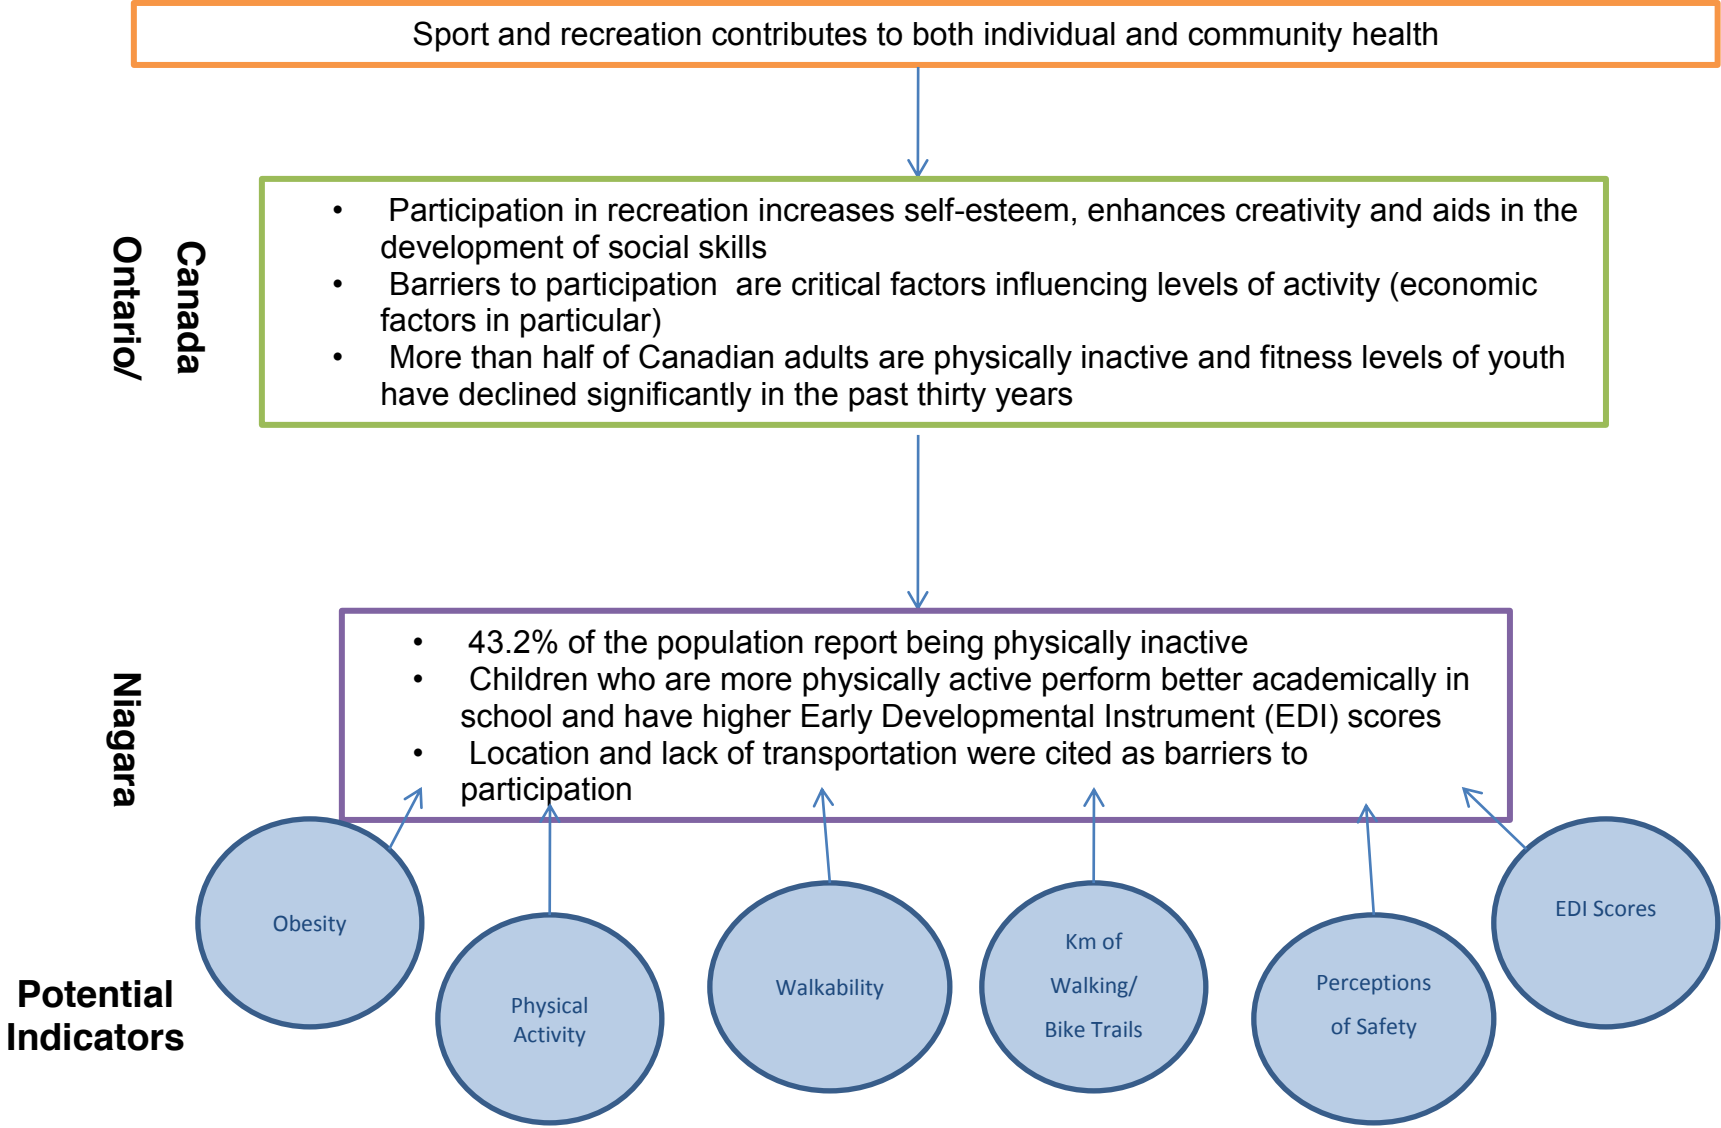 Sport and recreation contributes to both individual and community health
Ontario/
Canada
• Participation in recreation increases self-esteem, enhances creativity and aids in the
development of social skills
• Barriers to participation are critical factors influencing levels of activity (economic
factors in particular)
• More than half of Canadian adults are physically inactive and fitness levels of youth
have declined significantly in the past thirty years
Niagara
• 43.2% of the population report being physically inactive
• Children who are more physically active perform better academically in
school and have higher Early Developmental Instrument (EDI) scores
• Location and lack of transportation were cited as barriers to
participation
Potential
Indicators
Obesity
Physical
Activity
Walkability
Km of
Walking/
Bike Trails
Perceptions
of Safety
EDI Scores